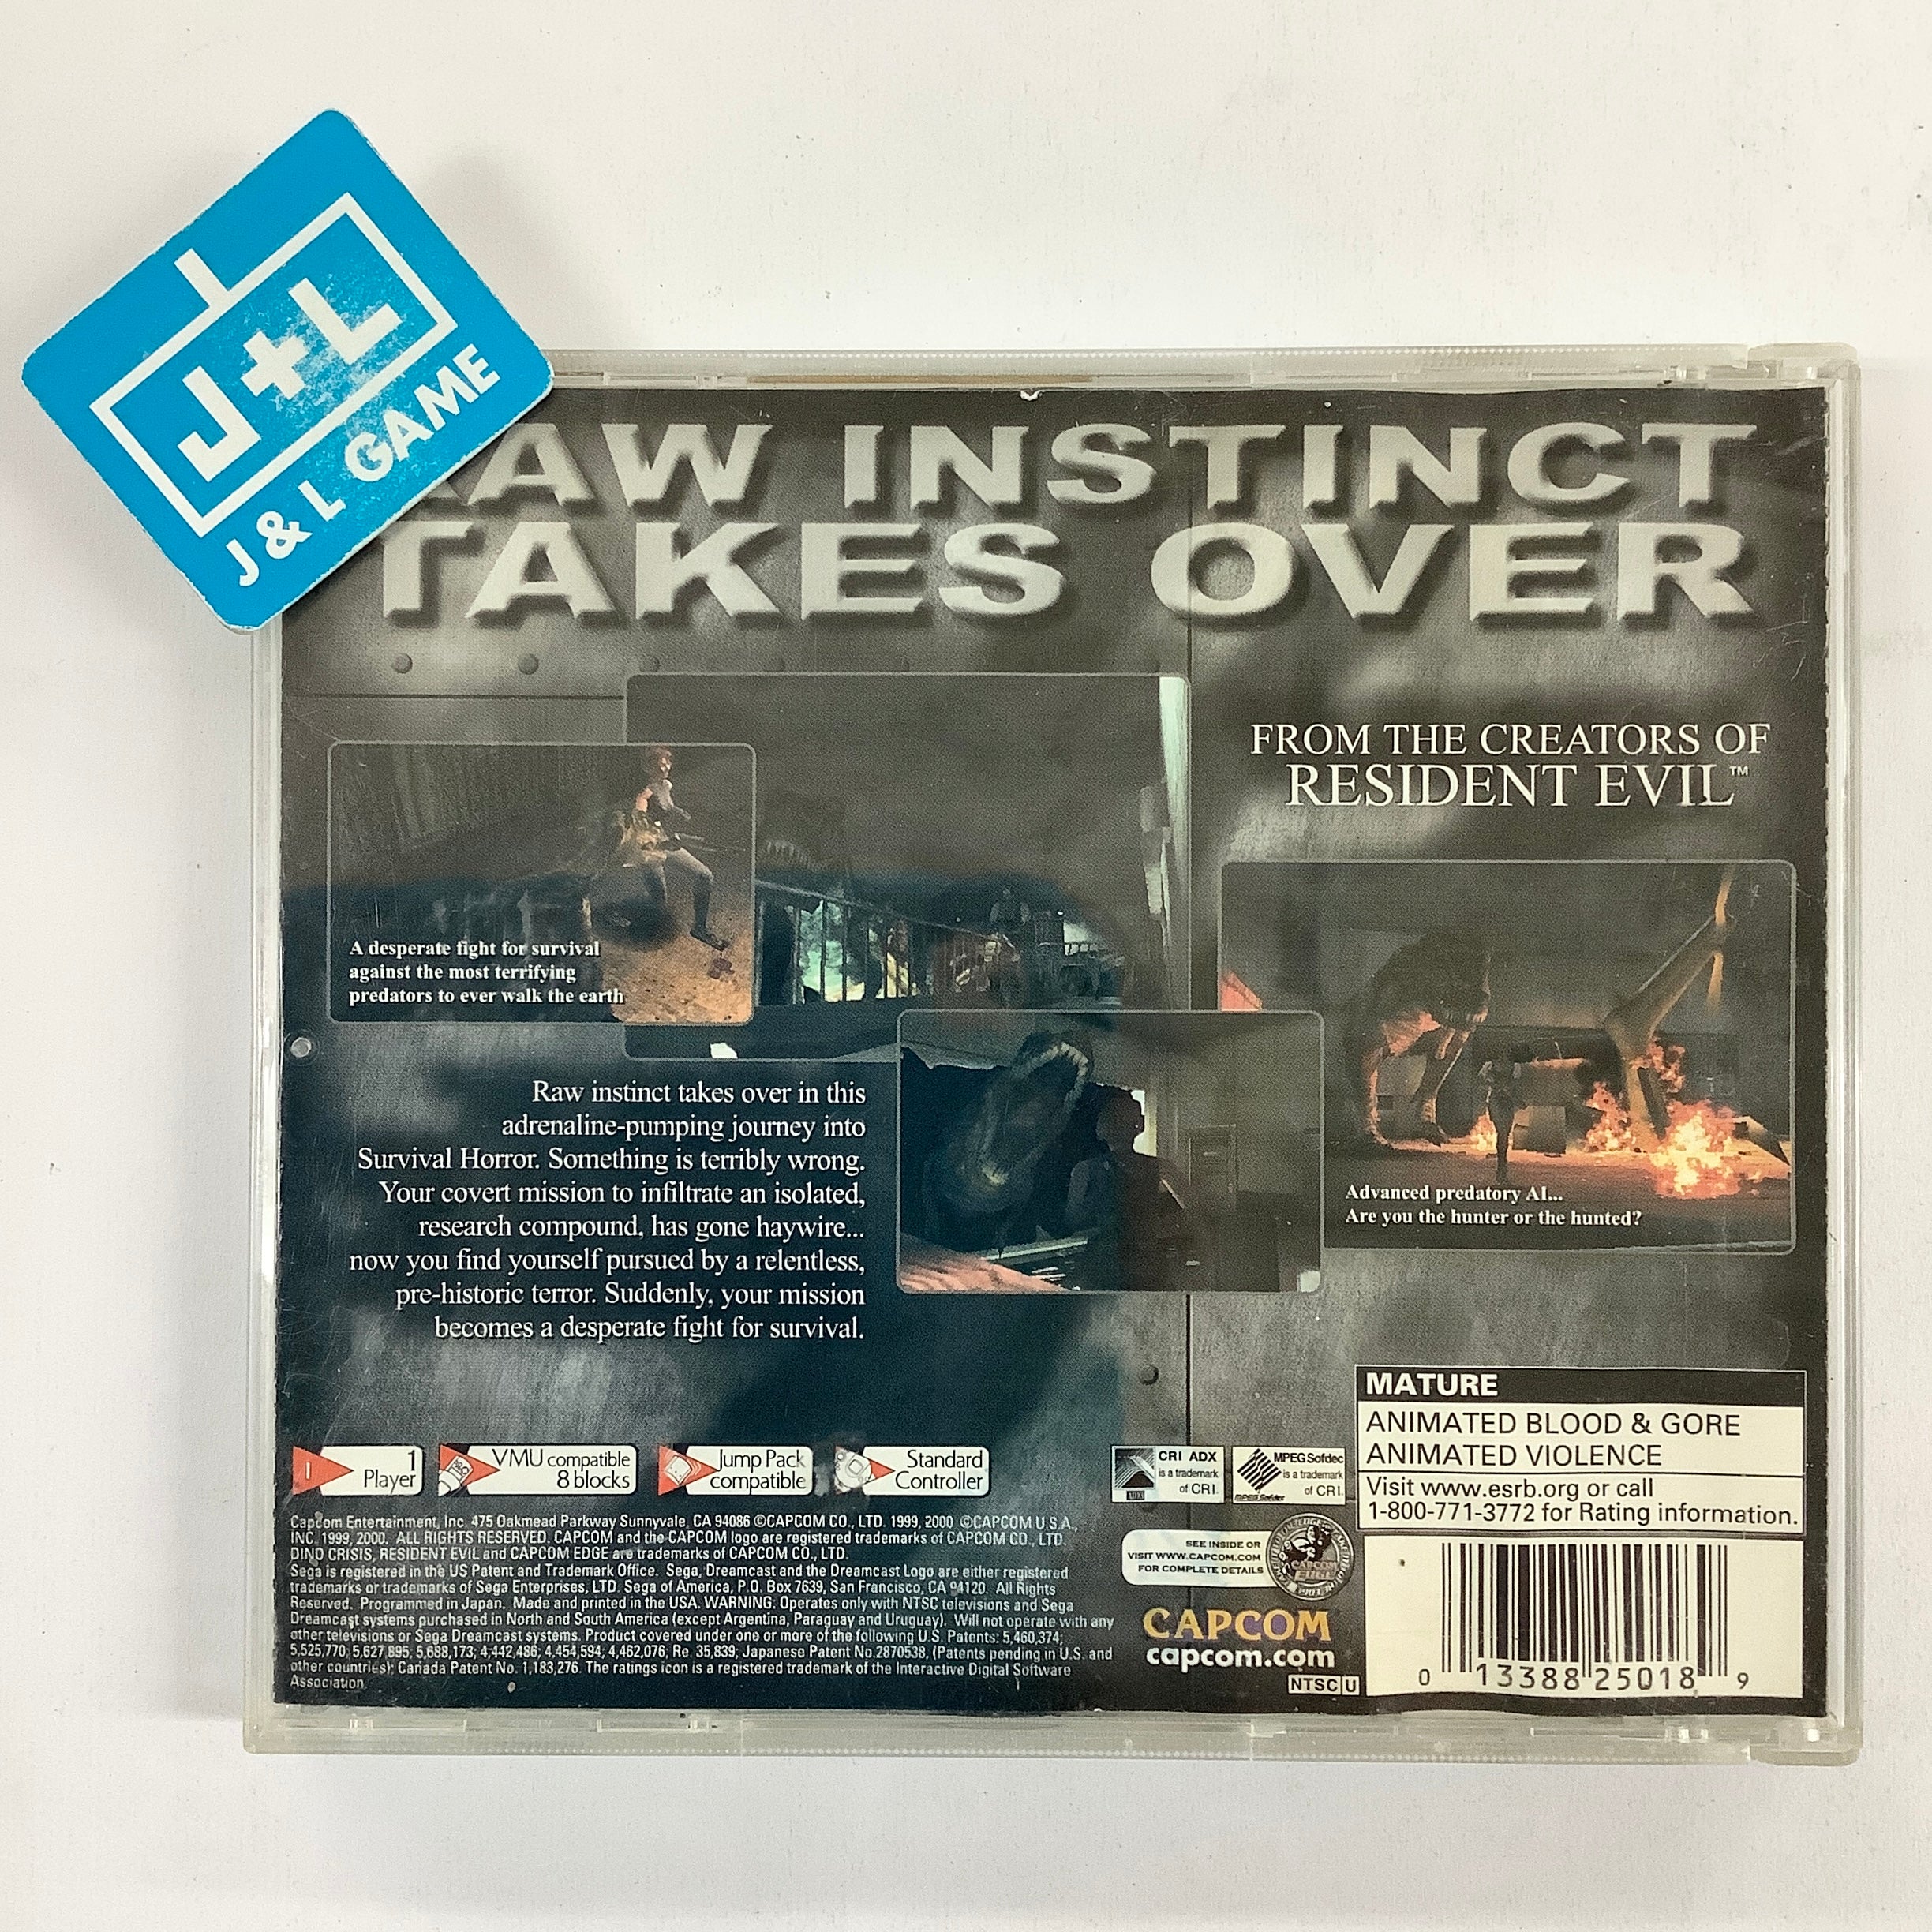 J+L
J & L GAME
RAW INSTINCT
TAKES OVER
FROM THE CREATORS OF
RESIDENT EVIL™
A desperate fight for survival
against the most terrifying
predators to ever walk the earth
Raw instinct takes over in this
adrenaline-pumping journey into
Survival Horror. Something is terribly wrong.
Your covert mission to infiltrate an isolated,
research compound, has gone haywire...
now you find yourself pursued by a relentless,
pre-historic terror. Suddenly, your mission
becomes a desperate fight for survival.
Advanced predatory AI...
Are you the hunter or the hunted?
MATURE
ANIMATED BLOOD & GORE
ANIMATED VIOLENCE
Visit www.esrb.org or call
1-800-771-3772 for Rating information.
1
Player
VMU compatible
8 blocks
Jump Pack
compatible
Standard
Controller
CRI ADX
is a trademark
of CRI.
MPEG Sofdec
is a trademark
of CRI.
Capcom Entertainment, Inc. 475 Oakmead Parkway Sunnyvale, CA 94086 ©CAPCOM CO., LTD. 1999, 2000 ©CAPCOM U.S.A.,
INC. 1999, 2000. ALL RIGHTS RESERVED. CAPCOM and the CAPCOM logo are registered trademarks of CAPCOM CO., LTD.
DINO CRISIS, RESIDENT EVIL and CAPCOM EDGE are trademarks of CAPCOM CO., LTD.
Sega is registered in the US Patent and Trademark Office. Sega, Dreamcast and the Dreamcast Logo are either registered
trademarks or trademarks of Sega Enterprises, LTD. Sega of America, P.O. Box 7639, San Francisco, CA 94120. All Rights
Reserved. Programmed in Japan. Made and printed in the USA. WARNING: Operates only with NTSC televisions and Sega
Dreamcast systems purchased in North and South America (except Argentina, Paraguay and Uruguay). Will not operate with any
other televisions or Sega Dreamcast systems. Product covered under one or more of the following U.S. Patents: 5,460,374;
5,525,770; 5,627,895; 5,688,173; 4,442,486; 4,454,594; 4,462,076; Re. 35,839; Japanese Patent No.2870538, (Patents pending in U.S. and
other countries); Canada Patent No. 1,183,276. The ratings icon is a registered trademark of the Interactive Digital Software
Association.
SEE INSIDE OR
VISIT WWW.CAPCOM.COM
FOR COMPLETE DETAILS
CAPCOM
capcom.com
NTSC U
0 13388 25018 9